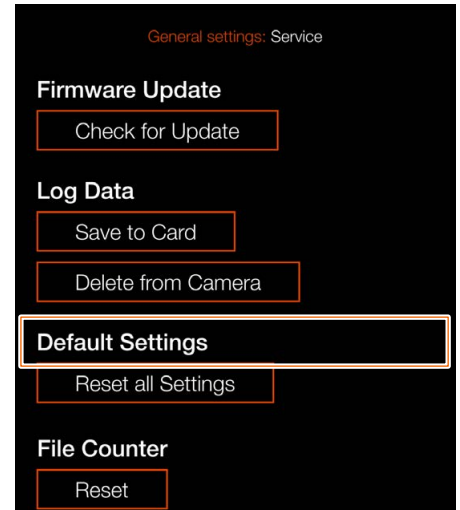 General settings: Service
Firmware Update
Check for Update
Log Data
Save to Card
Delete from Camera
Default Settings
Reset all Settings
File Counter
Reset